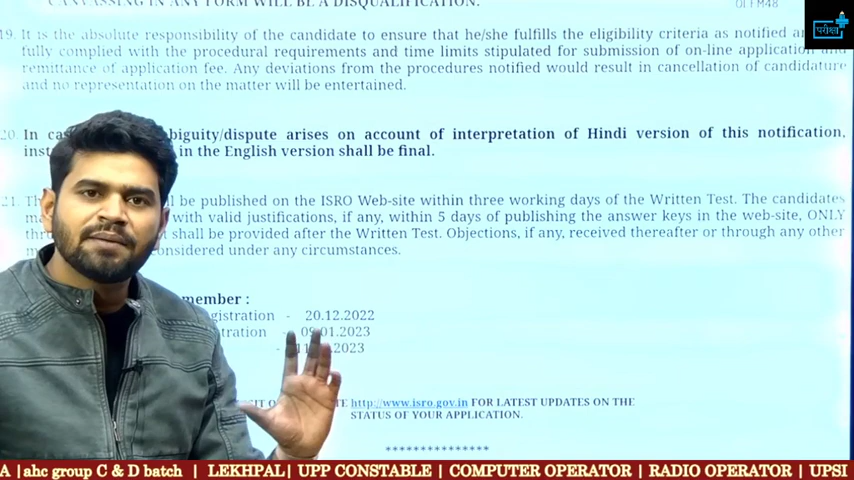 CANVASSING IN ANY FORM WILL BE A DISQUALIFICATION.
परीक्षा
19. It is the absolute responsibility of the candidate to ensure that he/she fulfills the eligibility criteria as notified
fully complied with the procedural requirements and time limits stipulated for submission of on-line application and
remittance of application fee. Any deviations from the procedures notified would result in cancellation of candidature
and no representation on the matter will be entertained.
20. In biguity/dispute arises on account of interpretation of Hindi version of this notification,
in the English version shall be final.
21. be published on the ISRO Web-site within three working days of the Written Test. The candidates
with valid justifications, if any, within 5 days of publishing the answer keys in the web-site, ONLY
shall be provided after the Written Test. Objections, if any, received thereafter or through any other
considered under any circumstances.
member :
gistration - 20.12.2022
tration - 09.01.2023
- 2023
http://www.isro.gov.in FOR LATEST UPDATES ON THE
STATUS OF YOUR APPLICATION.
***************
A | ahc group C & D batch | LEKHPAL | UPP CONSTABLE | COMPUTER OPERATOR | RADIO OPERATOR | UPSI